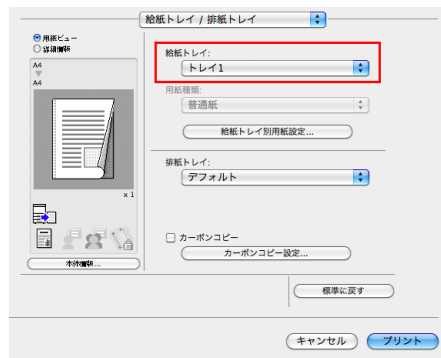 給紙トレイ / 排紙トレイ
用紙ビュー
詳細情報
A4
A4
x 1
本体情報...
給紙トレイ:
トレイ1
用紙種類:
普通紙
給紙トレイ別用紙設定...
排紙トレイ:
デフォルト
カーボンコピー
カーボンコピー設定...
標準に戻す
キャンセル
プリント